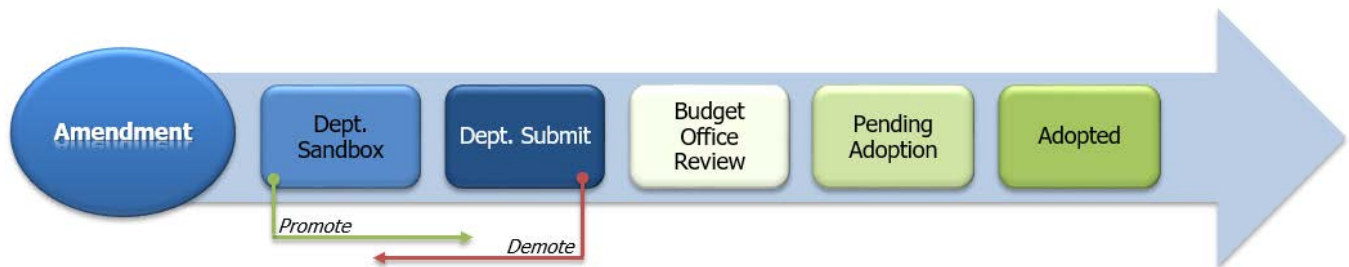 Amendment
Dept.
Sandbox
Dept. Submit
Budget
Office
Review
Pending
Adoption
Adopted
Promote
Demote